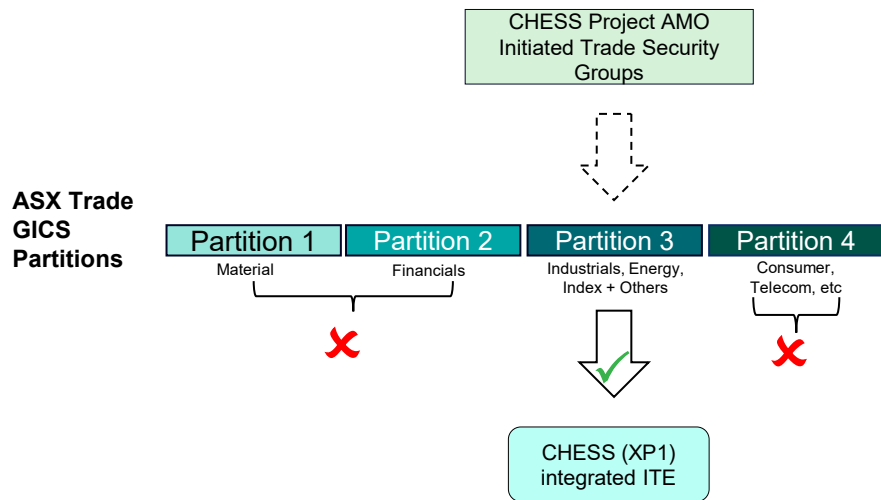 CHESS Project AMO
Initiated Trade Security
Groups
ASX Trade
GICS
Partitions
Partition 1
Partition 2
Partition 3
Partition 4
Material
Financials
Industrials, Energy,
Index + Others
Consumer,
Telecom, etc
CHESS (XP1)
integrated ITE